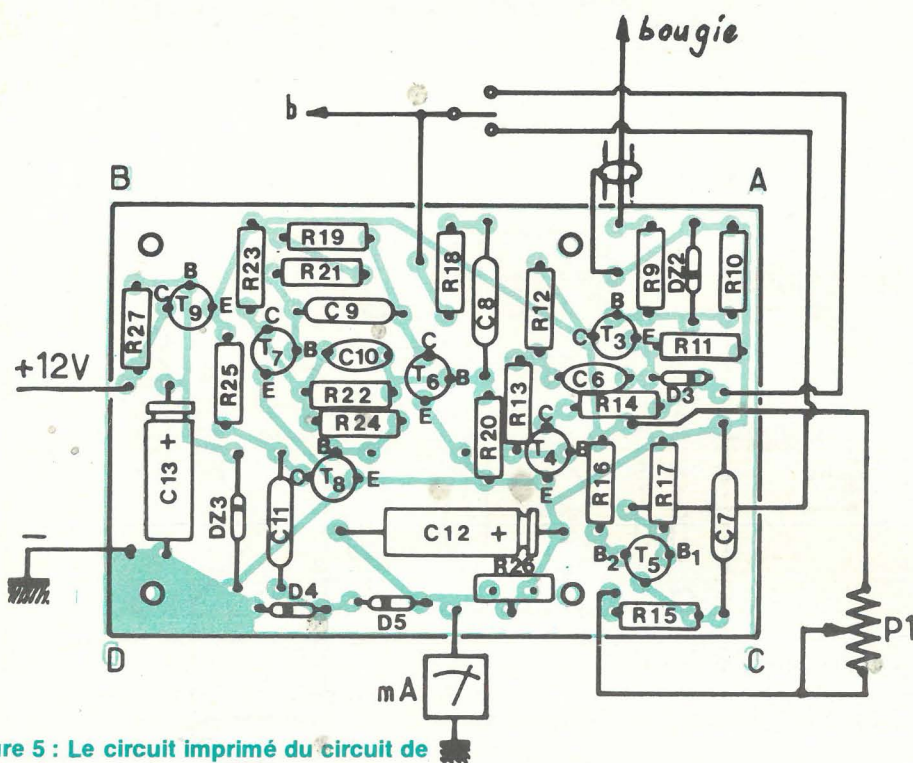 bougie
b
B
A
R19
R23
R21
R18
C8
R9
DZ2
R10
R12
B
C
T9
E
C9
B
C
T3
E
R27
C
T7
B
E
C10
C
T6
B
E
R11
+12V
R25
R22
C6
D3
R13
R14
R24
R20
C
T4
B
E
C13
+
DZ3
C11
B
C
T8
E
R16
R17
C7
C12
+
B2
T5
B1
−
R26
D4
D5
R15
P1
D
C
mA
ure 5 : Le circuit imprimé du circuit de